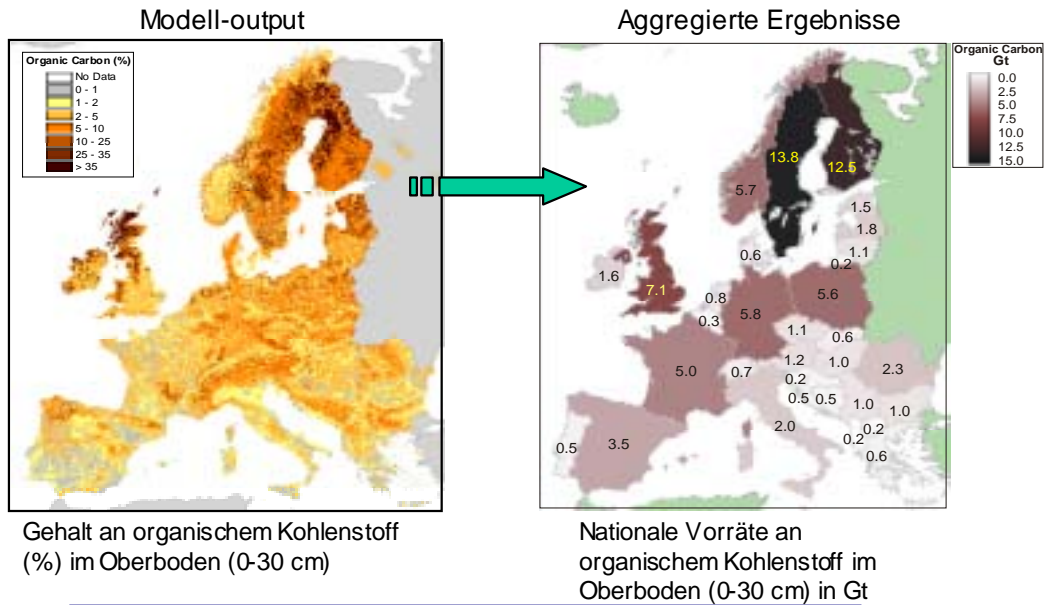 Modell-output
Aggregierte Ergebnisse
Organic Carbon (%)
No Data
0 - 1
1 - 2
2 - 5
5 - 10
10 - 25
25 - 35
> 35
Organic Carbon
Gt
0.0
2.5
5.0
7.5
10.0
12.5
15.0
13.8
12.5
5.7
1.5
1.8
1.1
0.2
0.6
1.6
7.1
0.8
0.3
5.8
5.6
1.1
0.6
5.0
0.7
1.2
1.0
2.3
0.2
0.5
0.5
1.0
1.0
2.0
0.2
0.2
0.6
0.5
3.5
Gehalt an organischem Kohlenstoff
(%) im Oberboden (0-30 cm)
Nationale Vorräte an
organischem Kohlenstoff im
Oberboden (0-30 cm) in Gt